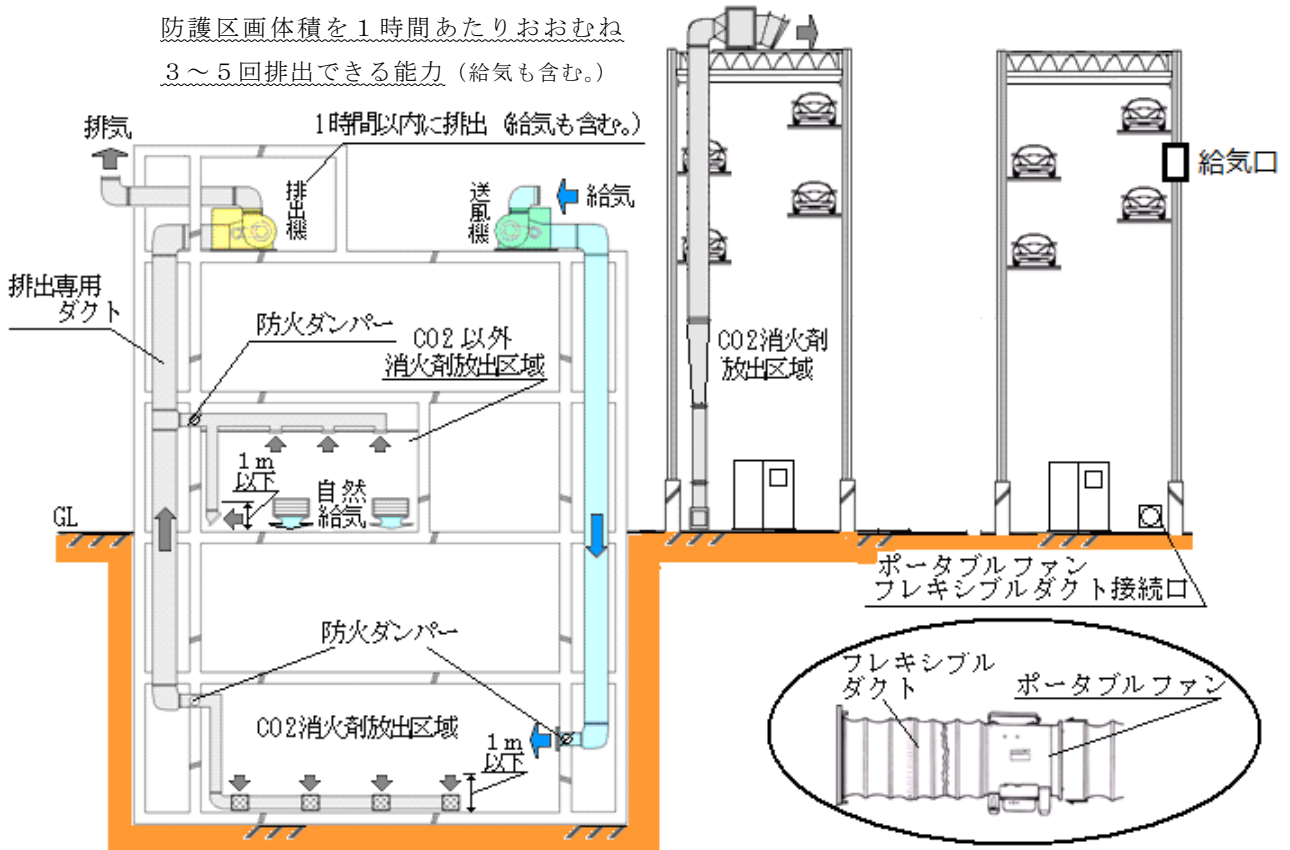 防護区画体積を1時間あたりおおむね
3～5回排出できる能力（給気も含む。）
排気
1時間以内に排出（給気も含む。）
排出機
送風機
給気
給気口
排出専用
ダクト
防火ダンパー
CO2以外
消火剤放出区域
CO2消火剤
放出区域
1m
以下
自然
給気
GL
ポータブルファン
フレキシブルダクト接続口
防火ダンパー
フレキシブル
ダクト
ポータブルファン
CO2消火剤放出区域
1m
以下